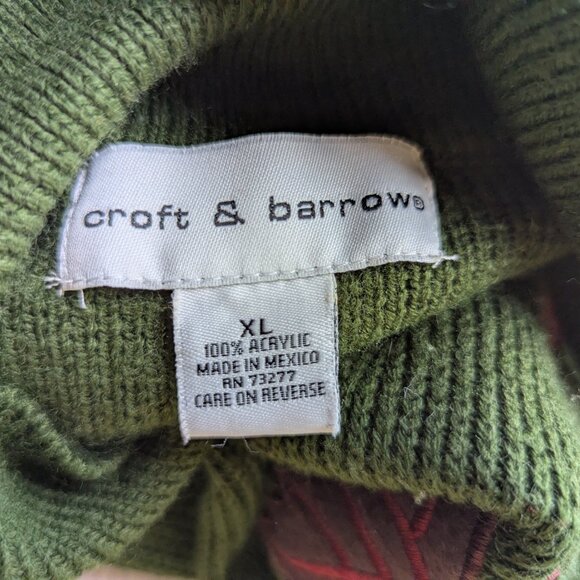 croft & barrow®
XL
100% ACRYLIC
MADE IN MEXICO
RN 73277
CARE ON REVERSE